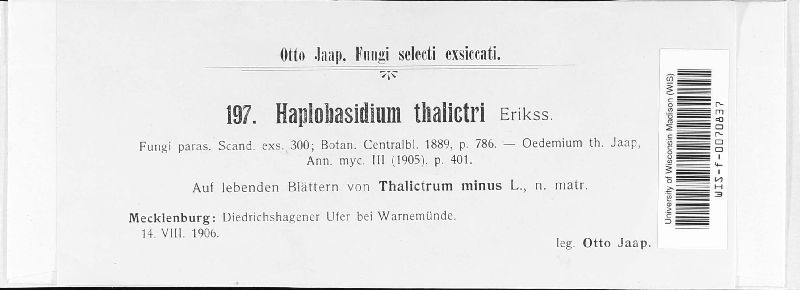 Otto Jaap. Fungi selecti exsiccati.
197. Haplobasidium thalictri Erikss.
Fungi paras. Scand. exs. 300; Botan. Centralbl. 1889, p. 786. — Oedemium th. Jaap,
Ann. myc. III (1905). p. 401.
Auf lebenden Blättern von Thalictrum minus L., n. matr.
Mecklenburg: Diedrichshagener Ufer bei Warnemünde.
14. VIII. 1906.
leg. Otto Jaap.
University of Wisconsin Madison (WIS)
WIS-f-0070837